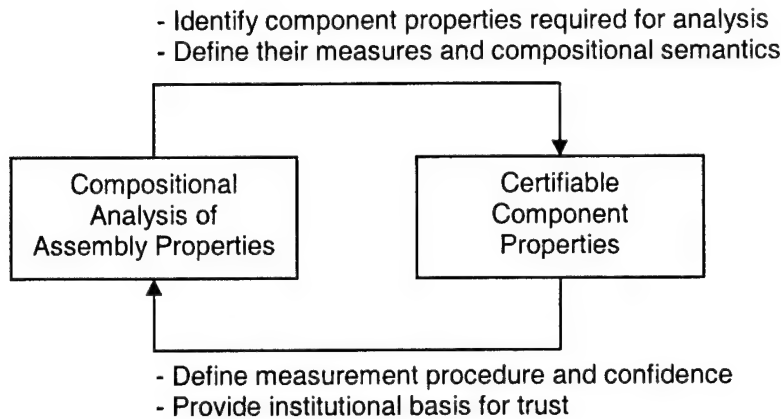 - Identify component properties required for analysis
- Define their measures and compositional semantics
Compositional
Analysis of
Assembly Properties
Certifiable
Component
Properties
- Define measurement procedure and confidence
- Provide institutional basis for trust